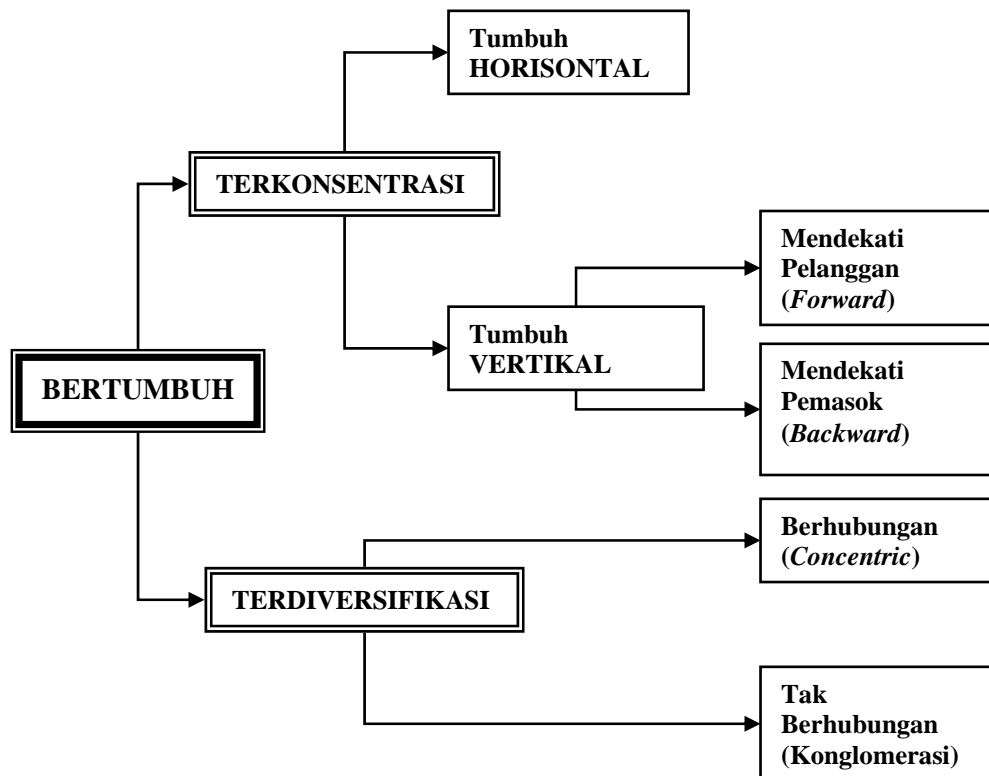 Tumbuh
HORISONTAL
TERKONSENTRASI
Mendekati
Pelanggan
(Forward)
Tumbuh
VERTIKAL
BERTUMBUH
Mendekati
Pemasok
(Backward)
Berhubungan
(Concentric)
TERDIVERSIFIKASI
Tak
Berhubungan
(Konglomerasi)